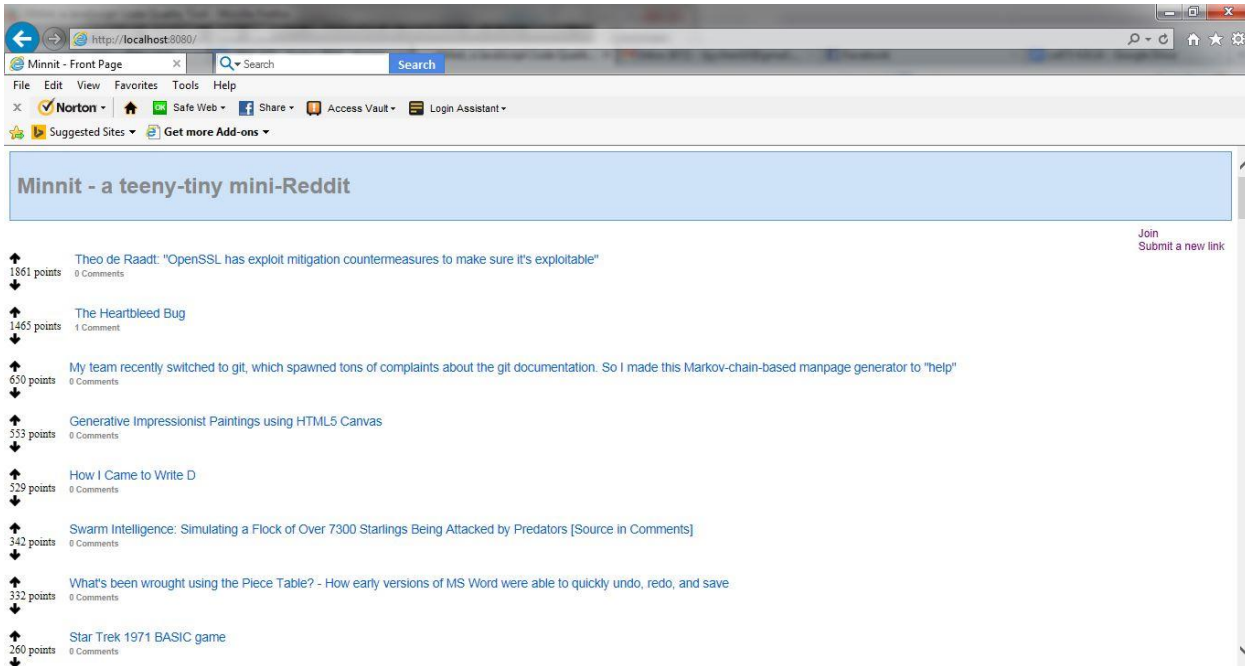 http://localhost:8080/
Minnit - Front Page
Search
Search
File Edit View Favorites Tools Help
Norton
OK Safe Web
Share
Access Vault
Login Assistant
Suggested Sites
Get more Add-ons
Minnit - a teeny-tiny mini-Reddit
Join
Submit a new link
Theo de Raadt: "OpenSSL has exploit mitigation countermeasures to make sure it's exploitable"
1861 points 0 Comments
The Heartbleed Bug
1465 points 1 Comment
My team recently switched to git, which spawned tons of complaints about the git documentation. So I made this Markov-chain-based manpage generator to "help"
650 points 0 Comments
Generative Impressionist Paintings using HTML5 Canvas
553 points 0 Comments
How I Came to Write D
529 points 0 Comments
Swarm Intelligence: Simulating a Flock of Over 7300 Starlings Being Attacked by Predators [Source in Comments]
342 points 0 Comments
What's been wrought using the Piece Table? - How early versions of MS Word were able to quickly undo, redo, and save
332 points 0 Comments
Star Trek 1971 BASIC game
260 points 0 Comments